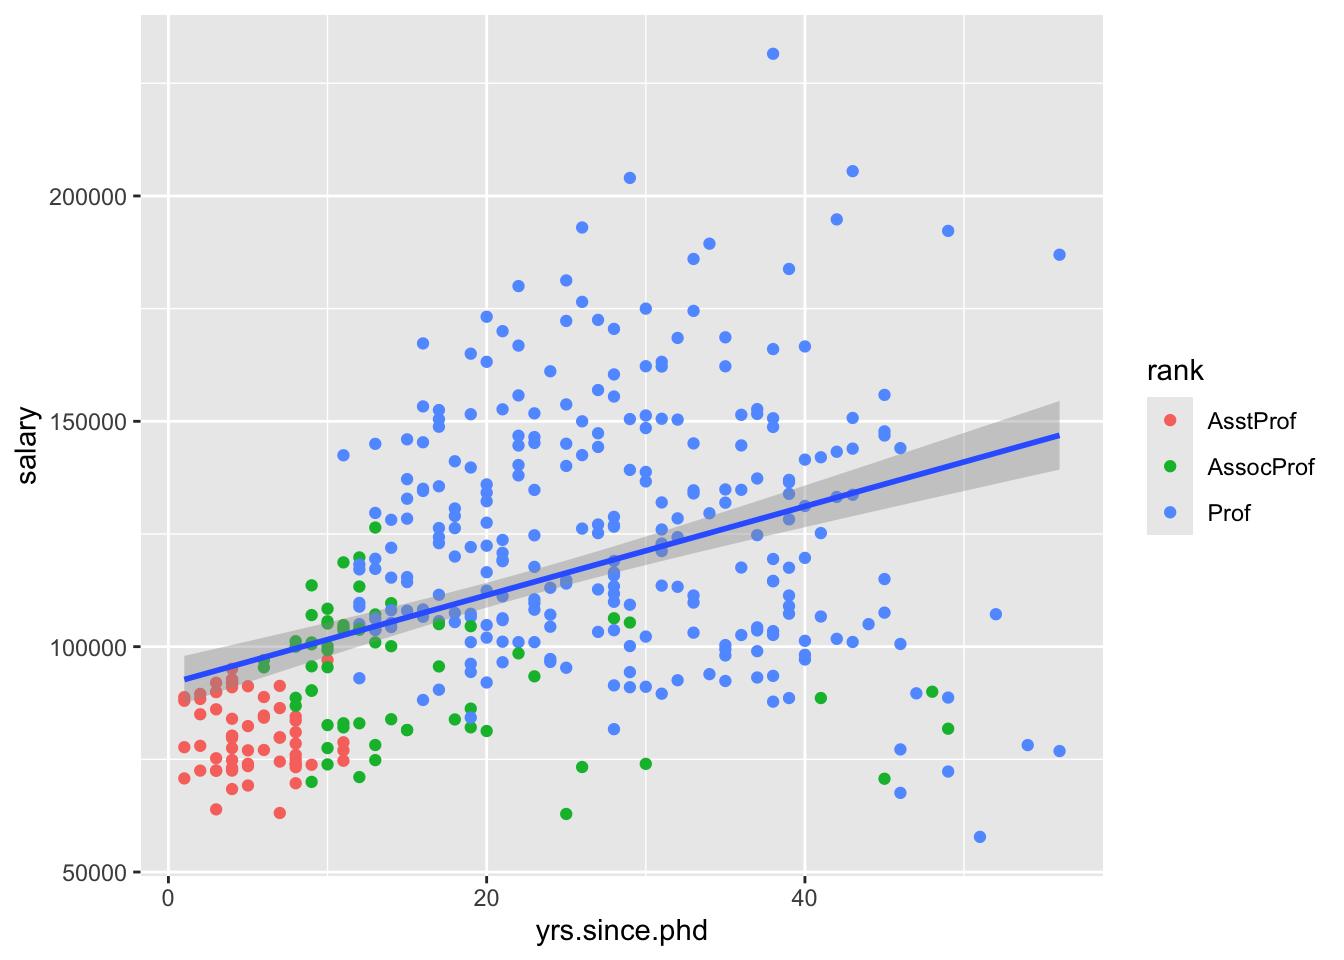 salary
200000
150000
100000
50000
0
20
40
yrs.since.phd
rank
AsstProf
AssocProf
Prof